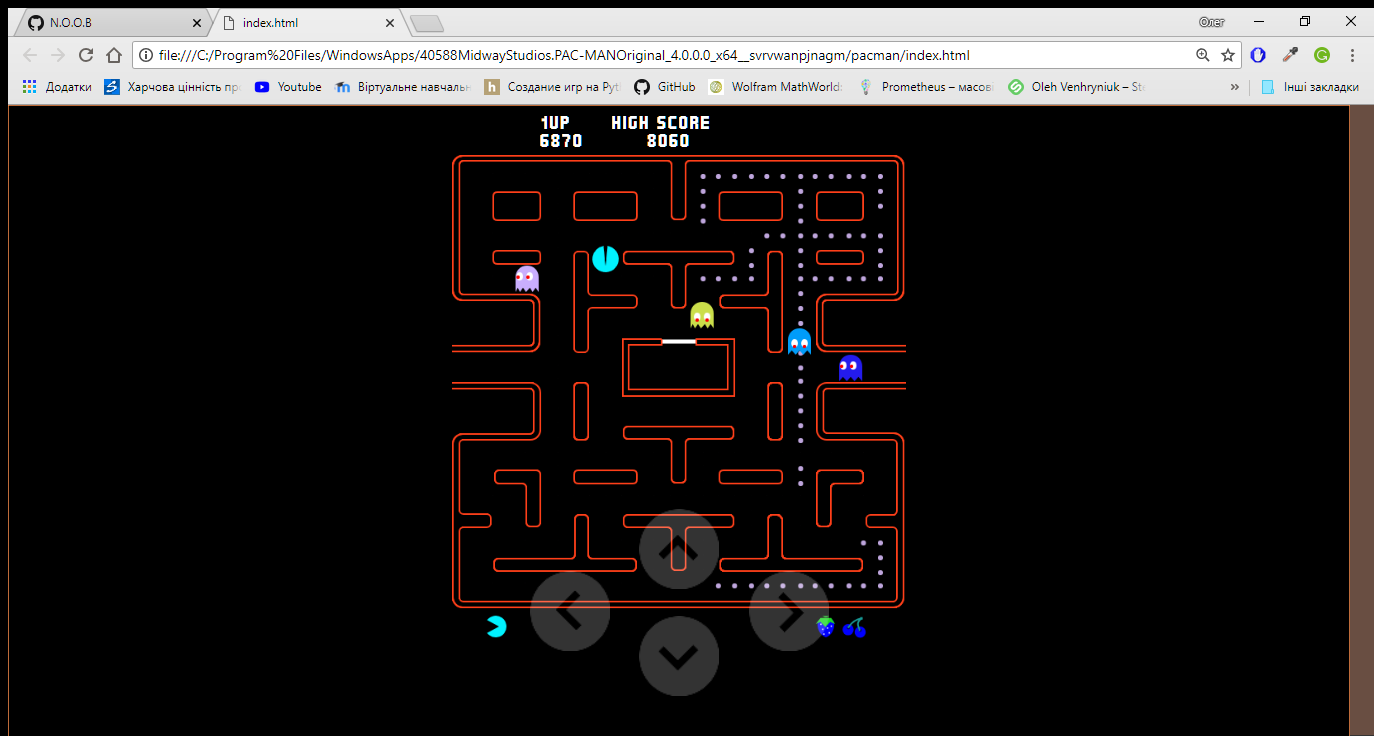 N.O.O.B
index.html
Олег
file:///C:/Program%20Files/WindowsApps/40588MidwayStudios.PAC-MANOriginal_4.0.0.0_x64__svrvwanpjnagm/pacman/index.html
Додатки
Харчова цінність пр
Youtube
Віртуальне навчаль
Создание игр на Pyt
GitHub
Wolfram MathWorld:
Prometheus – масові
Oleh Venhryniuk – St
»
Інші закладки
1UP HIGH SCORE
6870 8060